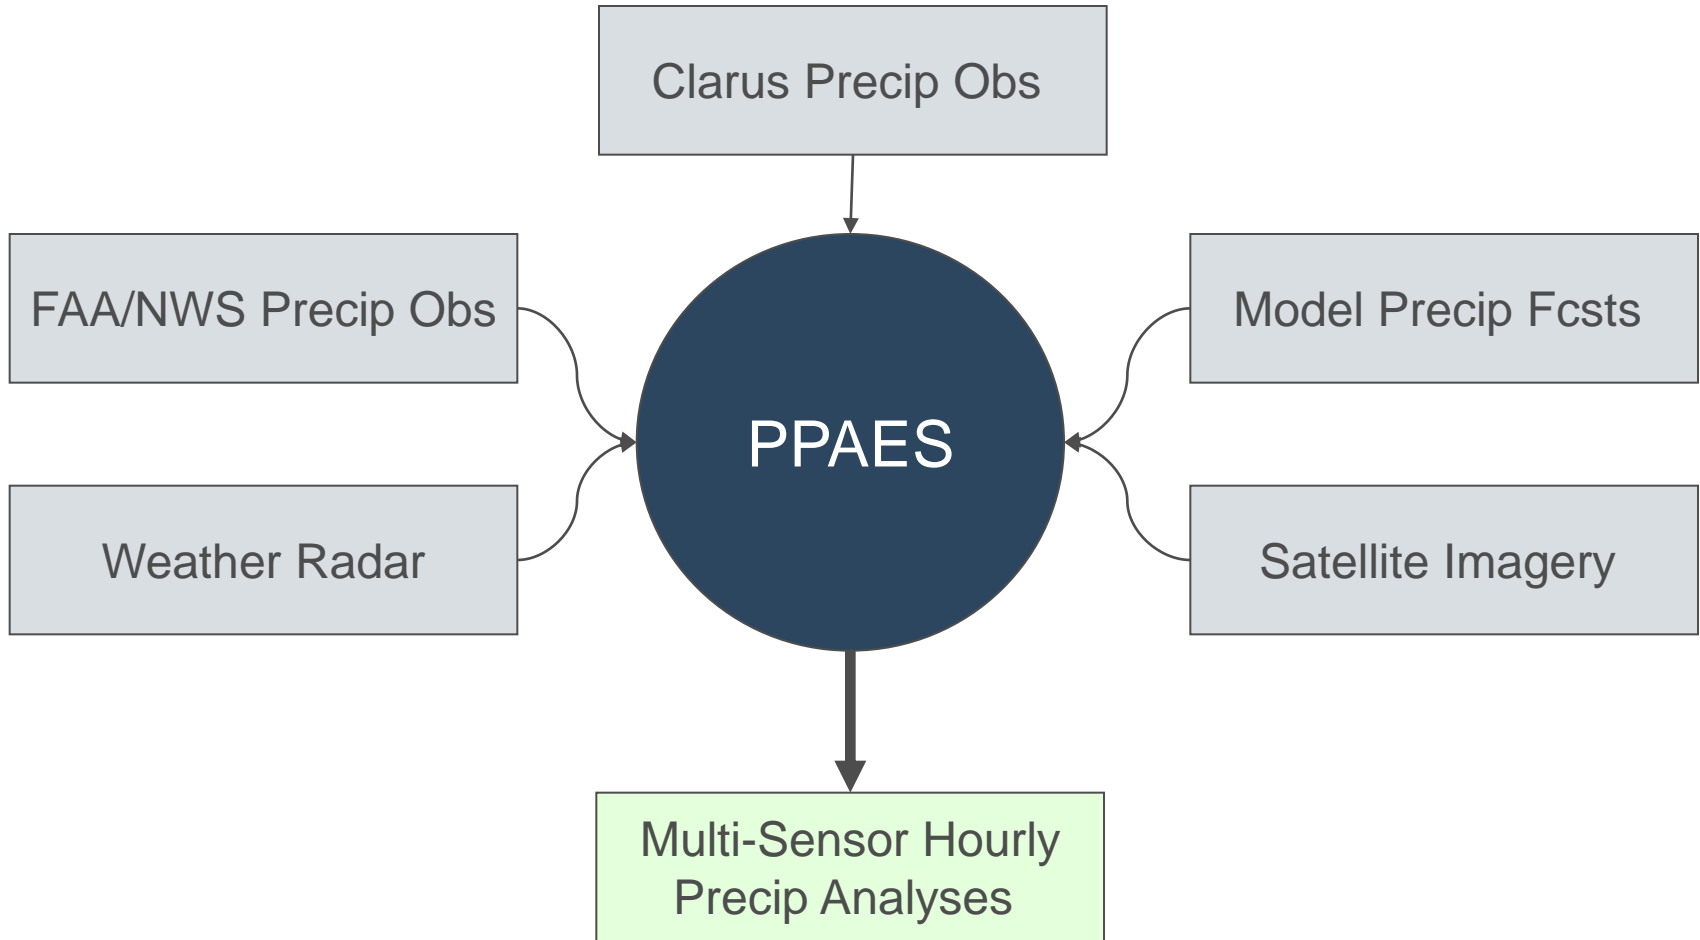 Clarus Precip Obs
FAA/NWS Precip Obs
Model Precip Fcsts
PPAES
Weather Radar
Satellite Imagery
Multi-Sensor Hourly
Precip Analyses